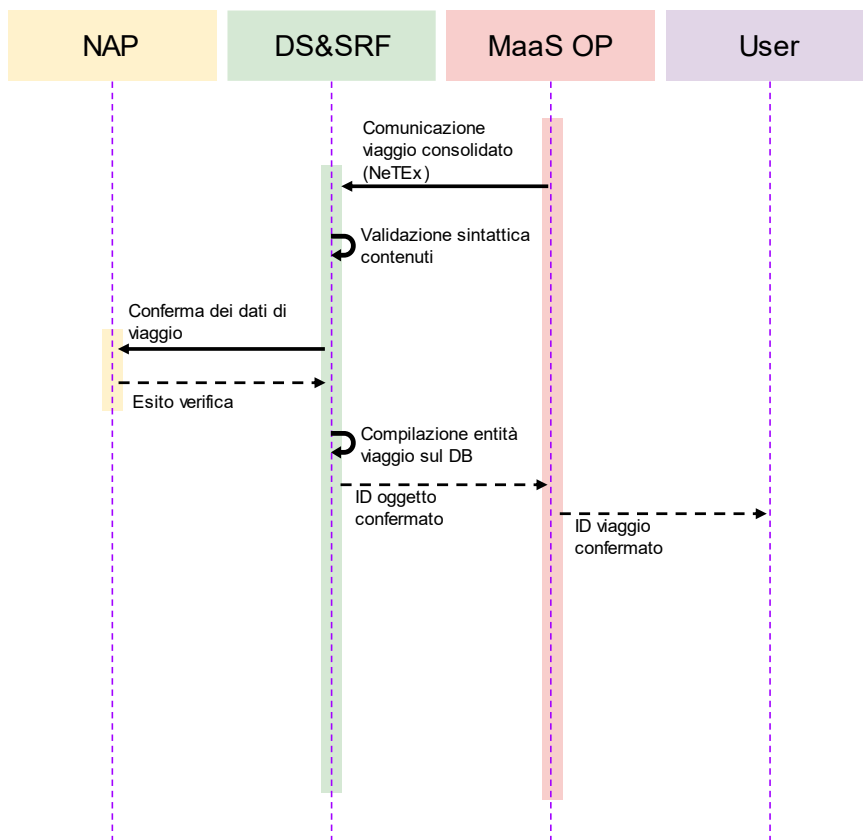 NAP
DS&SRF
MaaS OP
User
Comunicazione
viaggio consolidato
(NeTEx)
Validazione sintattica
contenuti
Conferma dei dati di
viaggio
Esito verifica
Compilazione entità
viaggio sul DB
ID oggetto
confermato
ID viaggio
confermato